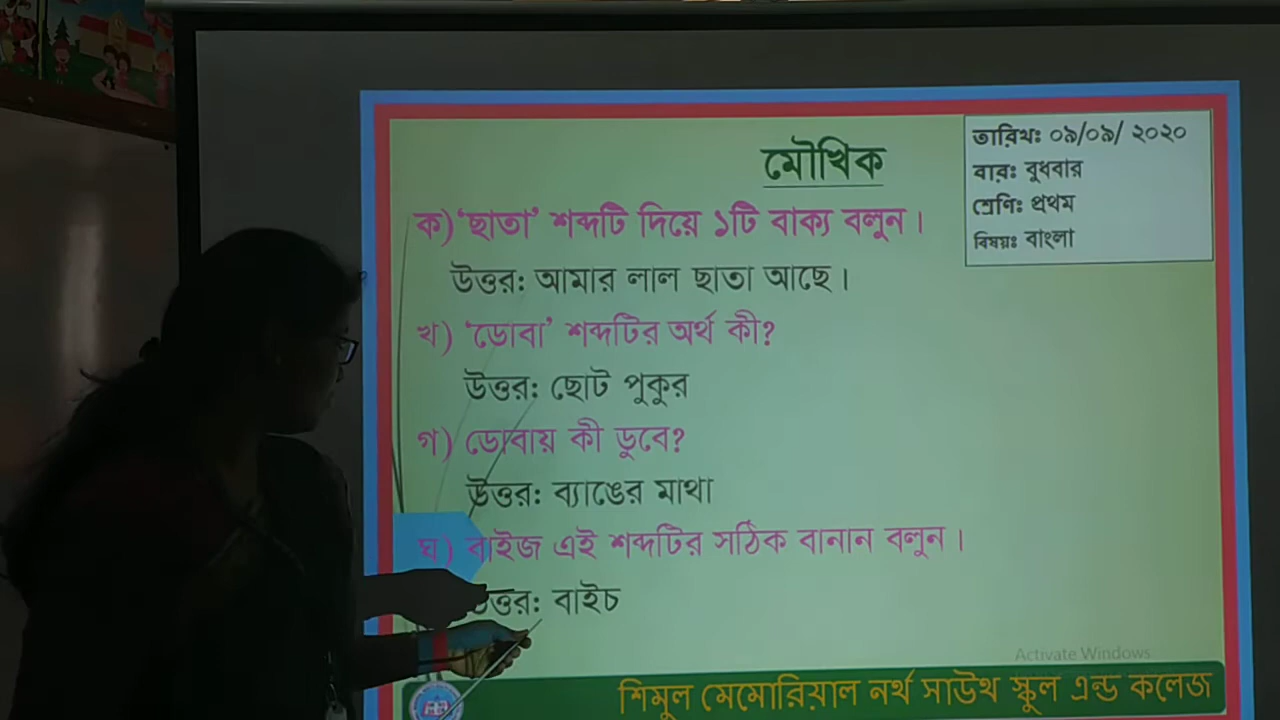 মৌখিক
তারিখঃ ০৯/০৯/ ২০২০
বারঃ বুধবার
শ্রেণিঃ প্রথম
বিষয়ঃ বাংলা
ক) ‘ছাতা’ শব্দটি দিয়ে ১টি বাক্য বলুন।
উত্তর: আমার লাল ছাতা আছে।
খ) ‘ডোবা’ শব্দটির অর্থ কী?
উত্তর: ছোট পুকুর
গ) ডোবায় কী ডুবে?
উত্তর: ব্যাঙের মাথা
ঘ) বাইজ এই শব্দটির সঠিক বানান বলুন।
উত্তর: বাইচ
Activate Windows
শিমুল মেমোরিয়াল নর্থ সাউথ স্কুল এন্ড কলেজ